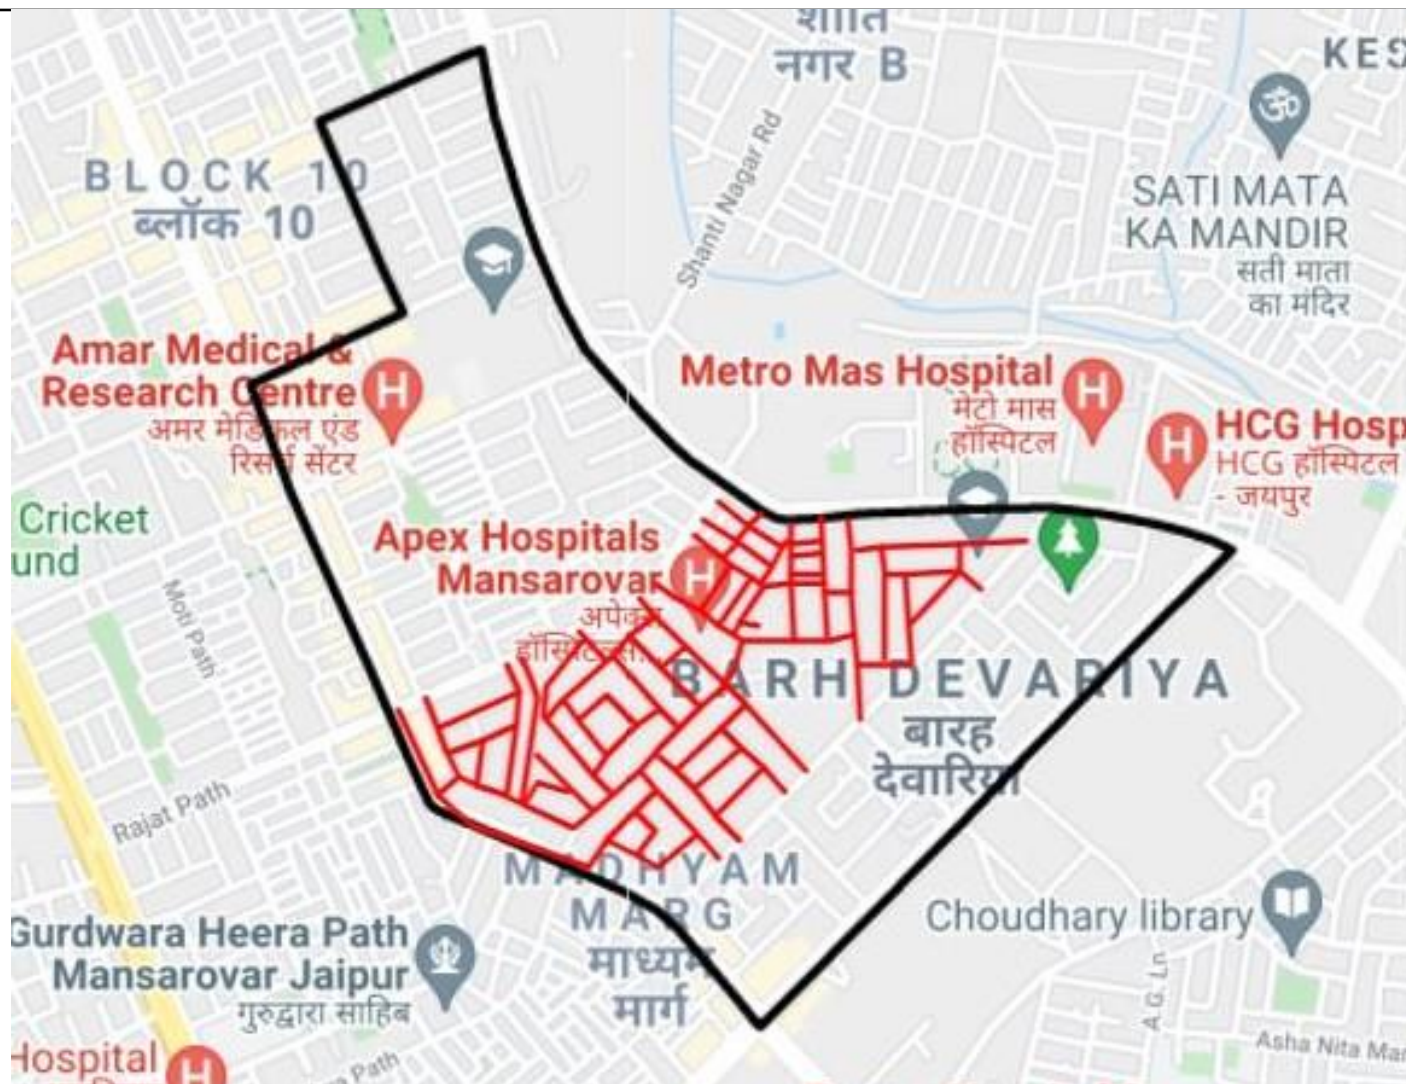 शांति
नगर B
KES
SATI MATA
KA MANDIR
सती माता
का मंदिर
Shanti Nagar Rd
BLOCK 10
ब्लॉक 10
Amar Medical &
Research Centre
अमर मेडिकल एंड
रिसर्च सेंटर
Metro Mas Hospital
मेट्रो मास
हॉस्पिटल
HCG Hosp
HCG हॉस्पिटल
- जयपुर
Cricket
und
Apex Hospitals
Mansarovar
अपेक्स
हॉस्पिटल्स...
Moti Path
BARH DEVARIYA
बारह
देवारिया
Rajat Path
MADHYAM
MARG
माध्यम
मार्ग
Choudhary library
Gurdwara Heera Path
Mansarovar Jaipur
गुरुद्वारा साहिब
A G Ln
Asha Nita Mar
Hospital
Path